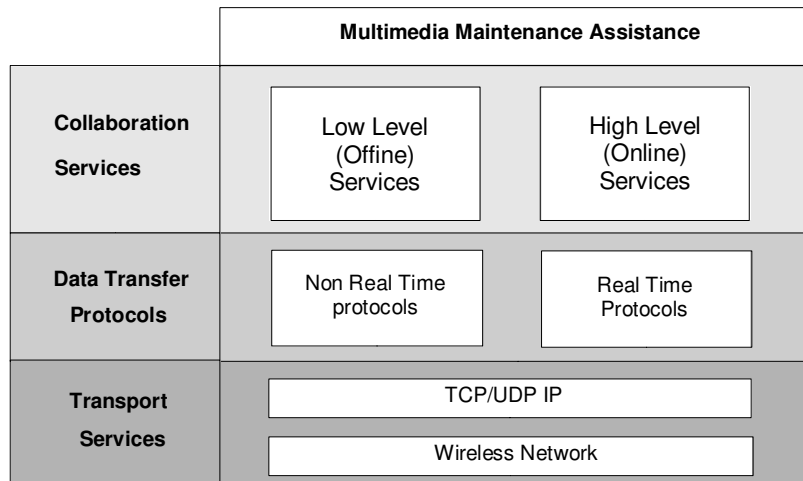 Multimedia Maintenance Assistance
Collaboration
Services
Low Level
(Offine)
Services
High Level
(Online)
Services
Data Transfer
Protocols
Non Real Time
protocols
Real Time
Protocols
Transport
Services
TCP/UDP IP
Wireless Network